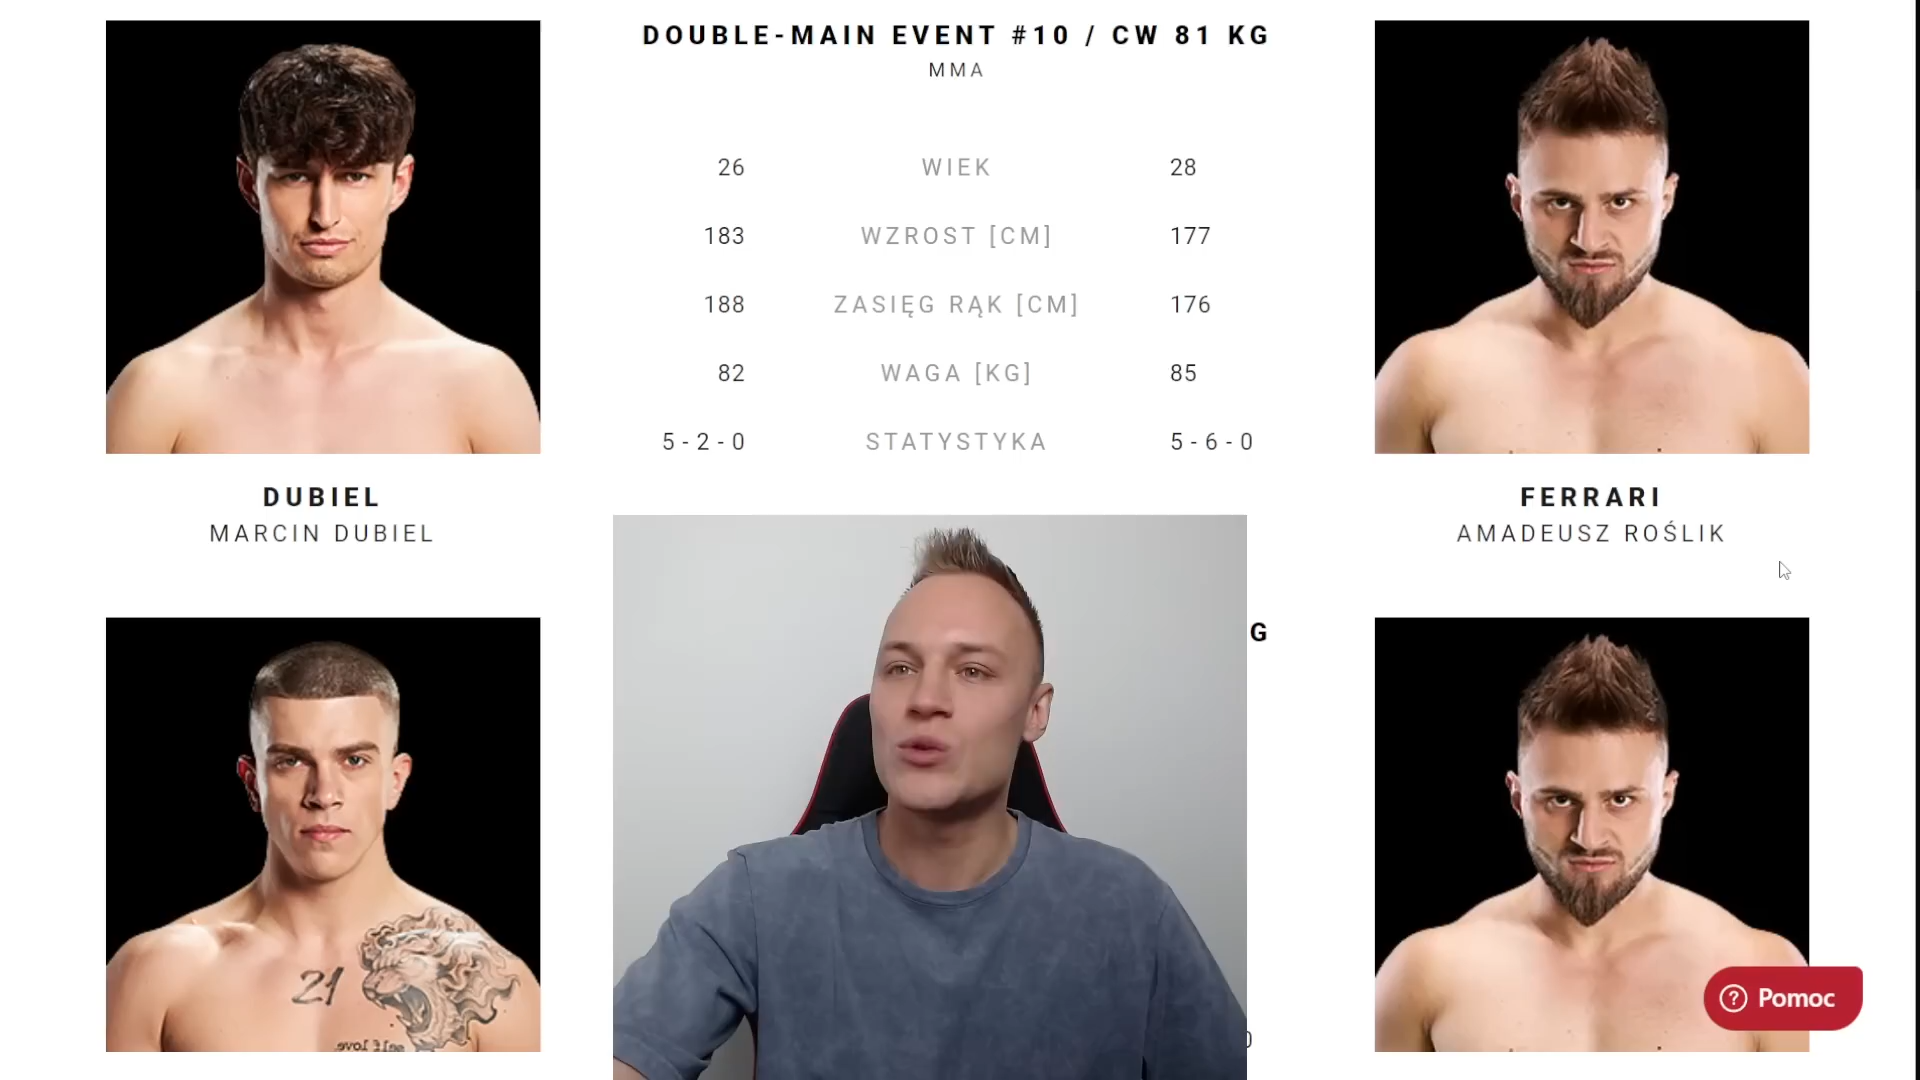 DOUBLE-MAIN EVENT #10 / CW 81 KG
MMA
26 WIEK 28
183 WZROST [CM] 177
188 ZASIĘG RĄK [CM] 176
82 WAGA [KG] 85
5 - 2 - 0 STATYSTYKA 5 - 6 - 0
DUBIEL
MARCIN DUBIEL
FERRARI
AMADEUSZ ROŚLIK
G
21
self love
Pomoc